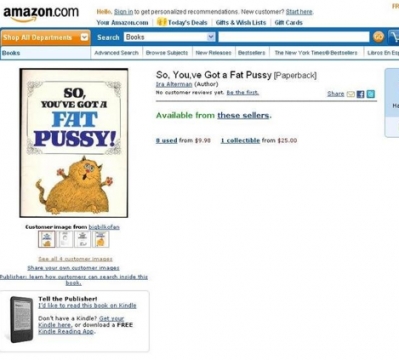 amazon.com
Hello. Sign in to get personalized recommendations. New customer? Start here.
Your Amazon.com Today's Deals Gifts & Wish Lists Gift Cards
Shop All Departments Search Books
Books Advanced Search Browse Subjects New Releases Bestsellers The New York Times® Bestsellers Libros En
So, You,ve Got a Fat Pussy [Paperback]
Ira Alterman (Author)
No customer reviews yet. Be the first.
Share
Available from these sellers.
8 used from $9.98 1 collectible from $25.00
SO,
YOU'VE GOT A
FAT
PUSSY!
Customer image from bigbilkofan
See all 4 customer images
Share your own customer images
Publisher: learn how customers can search inside this
book.
Tell the Publisher!
I'd like to read this book on Kindle
Don't have a Kindle? Get your
Kindle here, or download a FREE
Kindle Reading App.